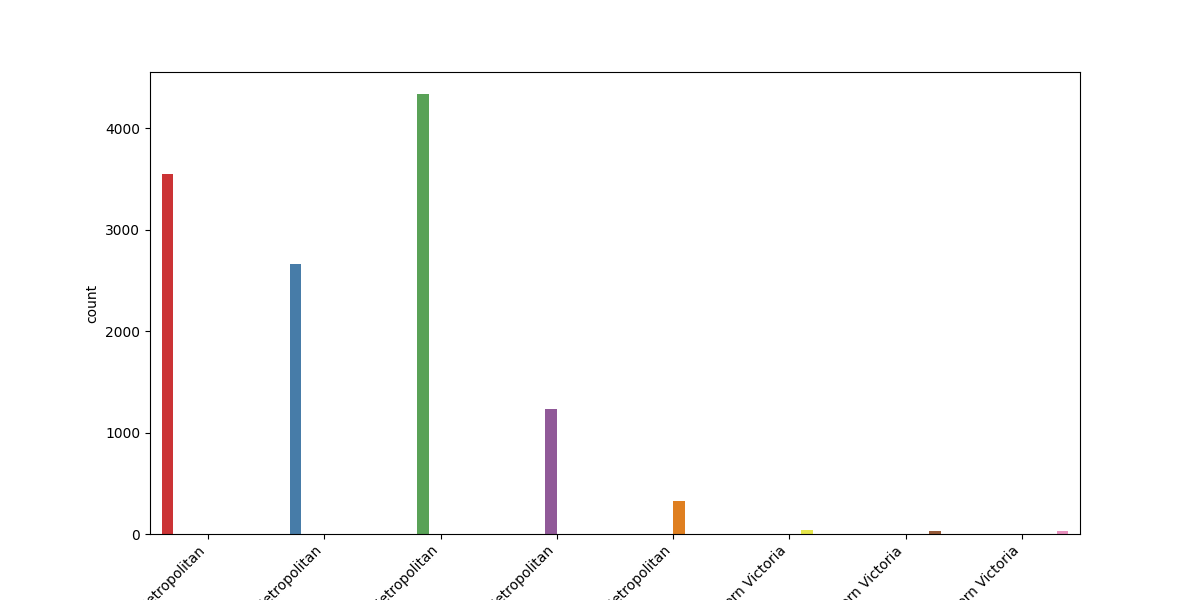 4000
3000
2000
1000
0
count
etropolitan
etropolitan
etropolitan
etropolitan
etropolitan
rn Victoria
rn Victoria
rn Victoria